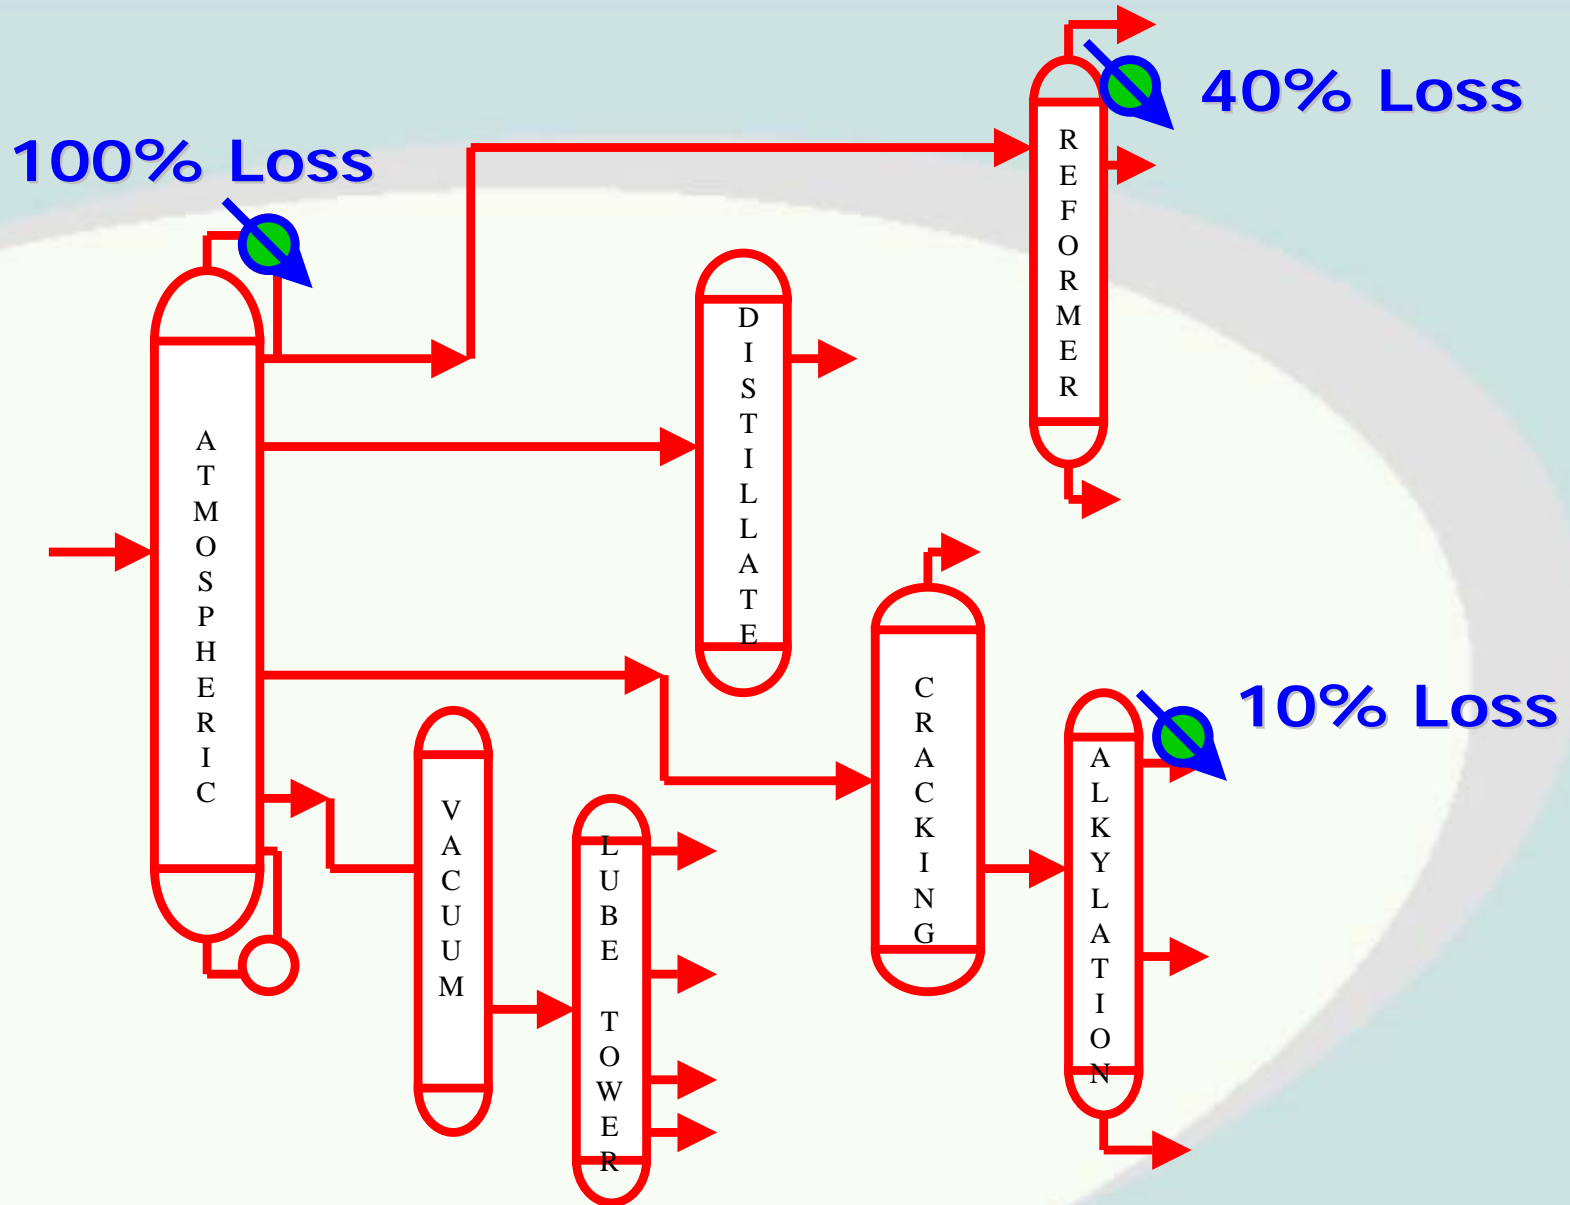 40% Loss
100% Loss
REFORMER
DISTILLATE
ATMOSPHERIC
CRACKING
10% Loss
ALKYLATION
VACUUM
LUBE TOWER